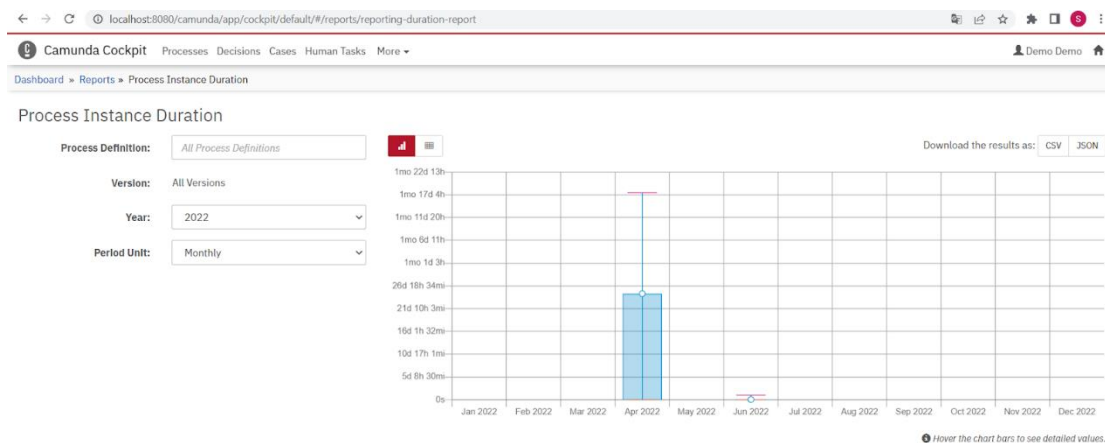 localhost:8080/camunda/app/cockpit/default/#/reports/reporting-duration-report
S
Camunda Cockpit Processes Decisions Cases Human Tasks More
Demo Demo
Dashboard » Reports » Process Instance Duration
Process Instance Duration
Process Definition: All Process Definitions
Download the results as: CSV JSON
Version: All Versions
Year: 2022
Period Unit: Monthly
1mo 22d 13h
1mo 17d 4h
1mo 11d 20h
1mo 6d 11h
1mo 1d 3h
26d 18h 34mi
21d 10h 3mi
16d 1h 32mi
10d 17h 1mi
5d 8h 30mi
0s
Jan 2022 Feb 2022 Mar 2022 Apr 2022 May 2022 Jun 2022 Jul 2022 Aug 2022 Sep 2022 Oct 2022 Nov 2022 Dec 2022
Hover the chart bars to see detailed values.